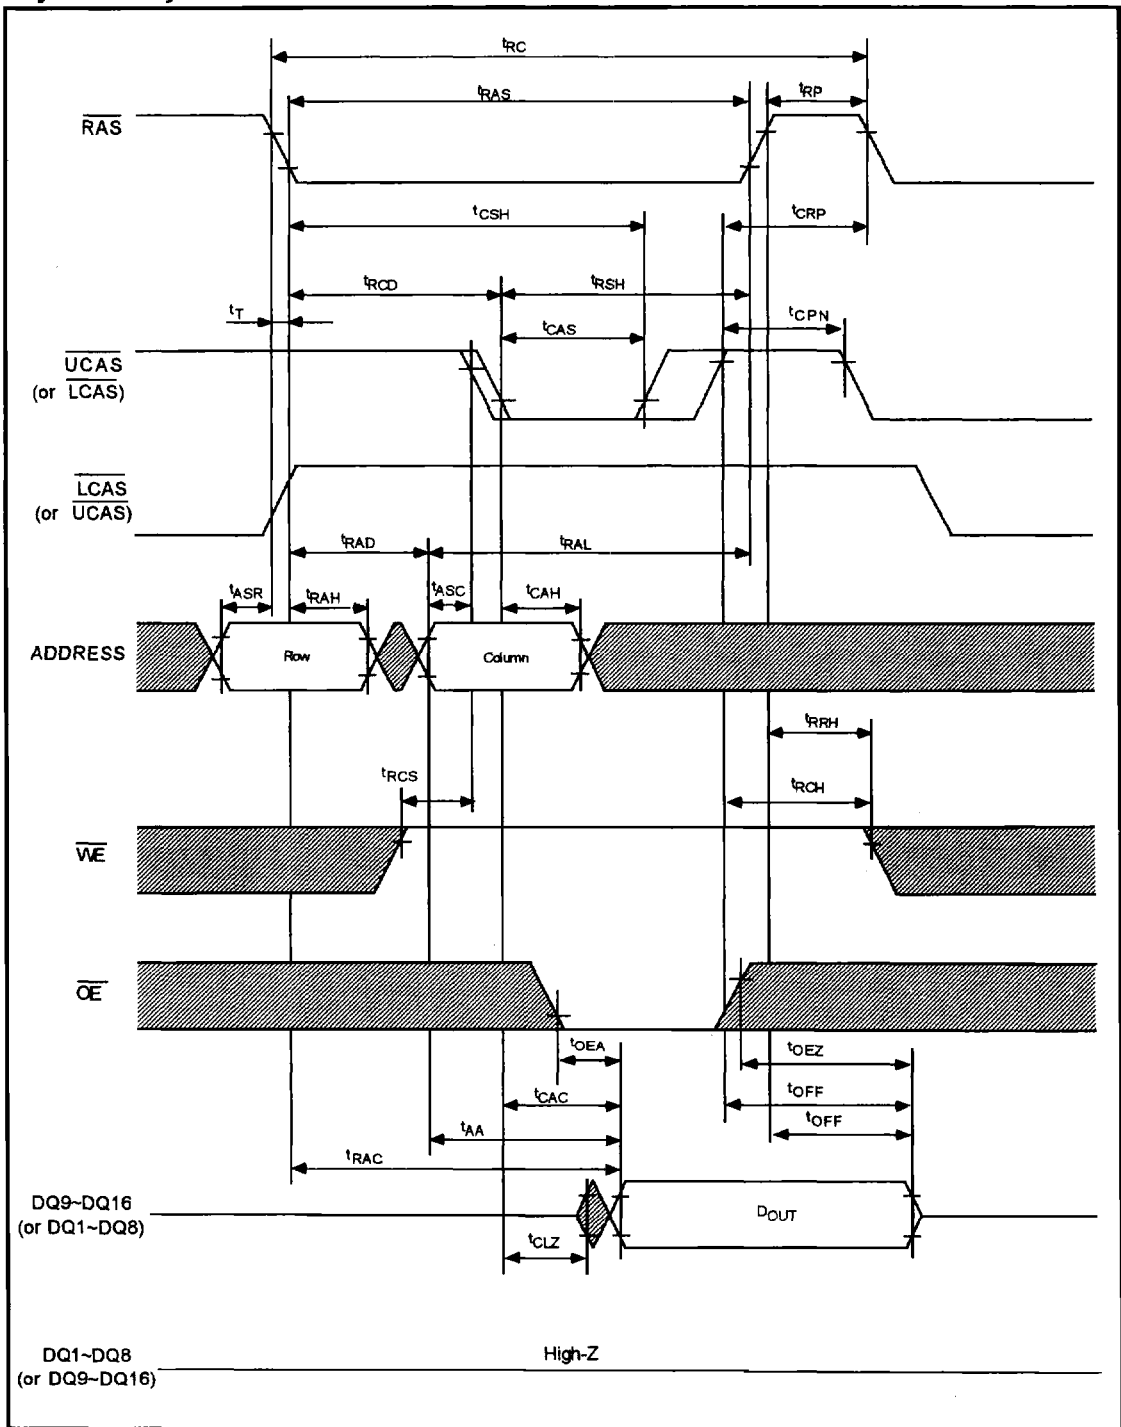 tRC
tRAS
tRP
RAS
tCSH
tCRP
tRCD
tRSH
tT
tCAS
tCPN
UCAS
(or LCAS)
LCAS
(or UCAS)
tRAD
tRAL
tASR
tRAH
tASC
tCAH
ADDRESS
Row
Column
tRRH
tRCS
tRCH
WE
OE
tOEA
tOEZ
tCAC
tOFF
tAA
tOFF
tRAC
DQ9~DQ16
(or DQ1~DQ8)
DOUT
tCLZ
DQ1~DQ8
(or DQ9~DQ16)
High-Z